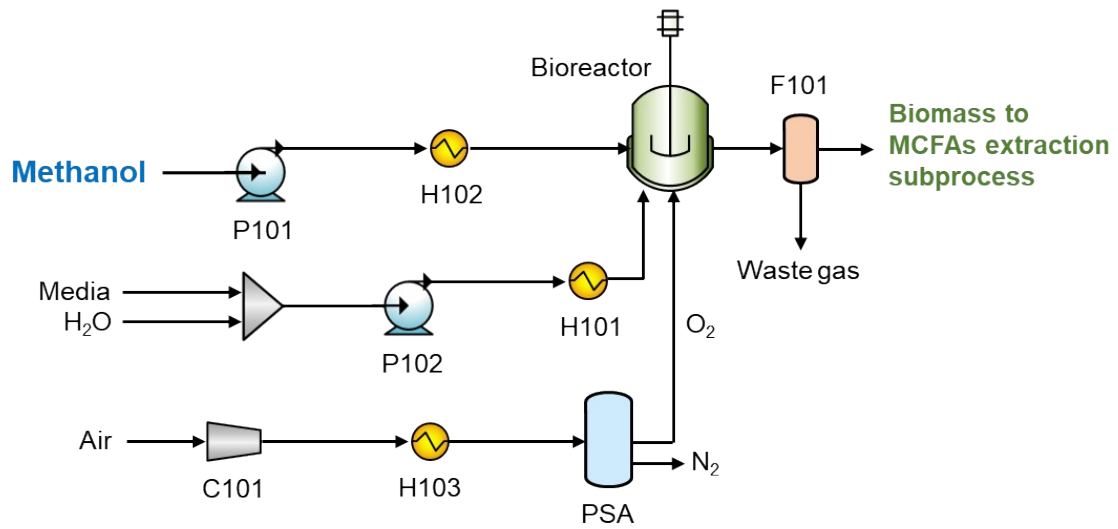 Bioreactor
F101
Biomass to
MCFAs extraction
subprocess
Methanol
H102
P101
Waste gas
Media
H₂O
H101
P102
O₂
Air
C101
H103
N₂
PSA